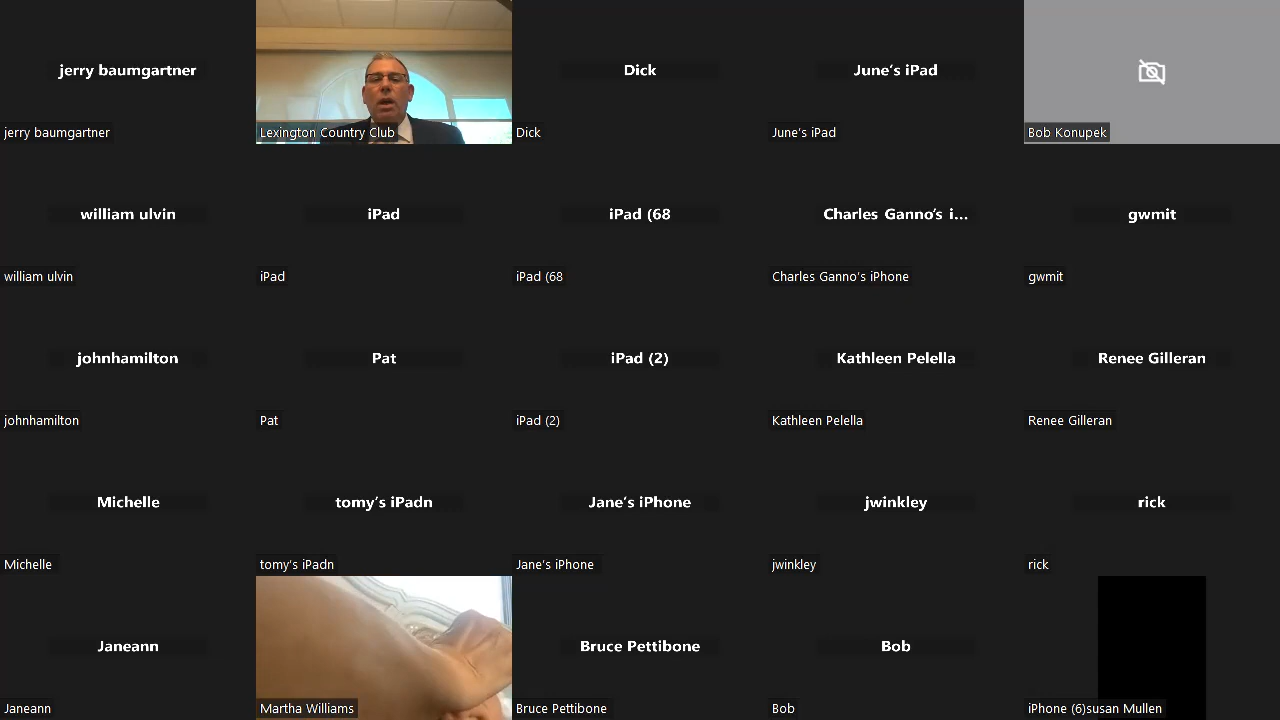 jerry baumgartner
Dick
June's iPad
jerry baumgartner
Lexington Country Club
Dick
June's iPad
Bob Konupek
william ulvin
iPad
iPad (68
Charles Ganno's i...
gwmit
william ulvin
iPad
iPad (68
Charles Ganno's iPhone
gwmit
johnhamilton
Pat
iPad (2)
Kathleen Pelella
Renee Gilleran
johnhamilton
Pat
iPad (2)
Kathleen Pelella
Renee Gilleran
Michelle
tomy's iPadn
Jane's iPhone
jwinkley
rick
Michelle
tomy's iPadn
Jane's iPhone
jwinkley
rick
Janeann
Bruce Pettibone
Bob
Janeann
Martha Williams
Bruce Pettibone
Bob
iPhone (6)susan Mullen